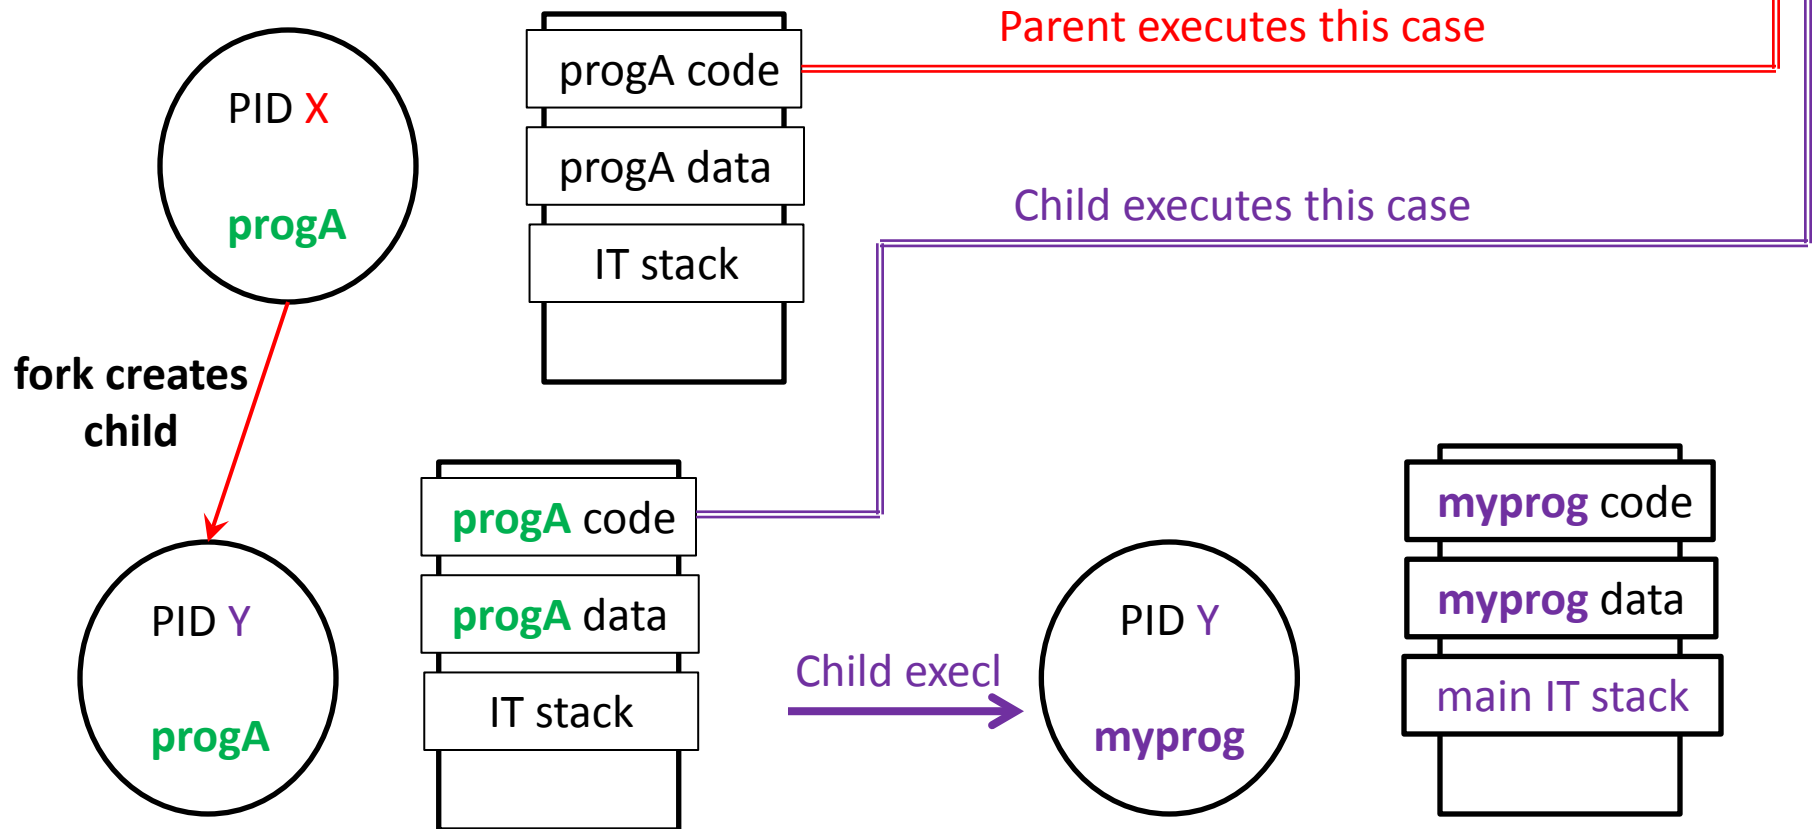 Parent executes this case
progA code
PID X
progA data
Child executes this case
progA
IT stack
fork creates
child
progA code
myprog code
PID Y
progA data
PID Y
myprog data
Child execl
IT stack
main IT stack
progA
myprog